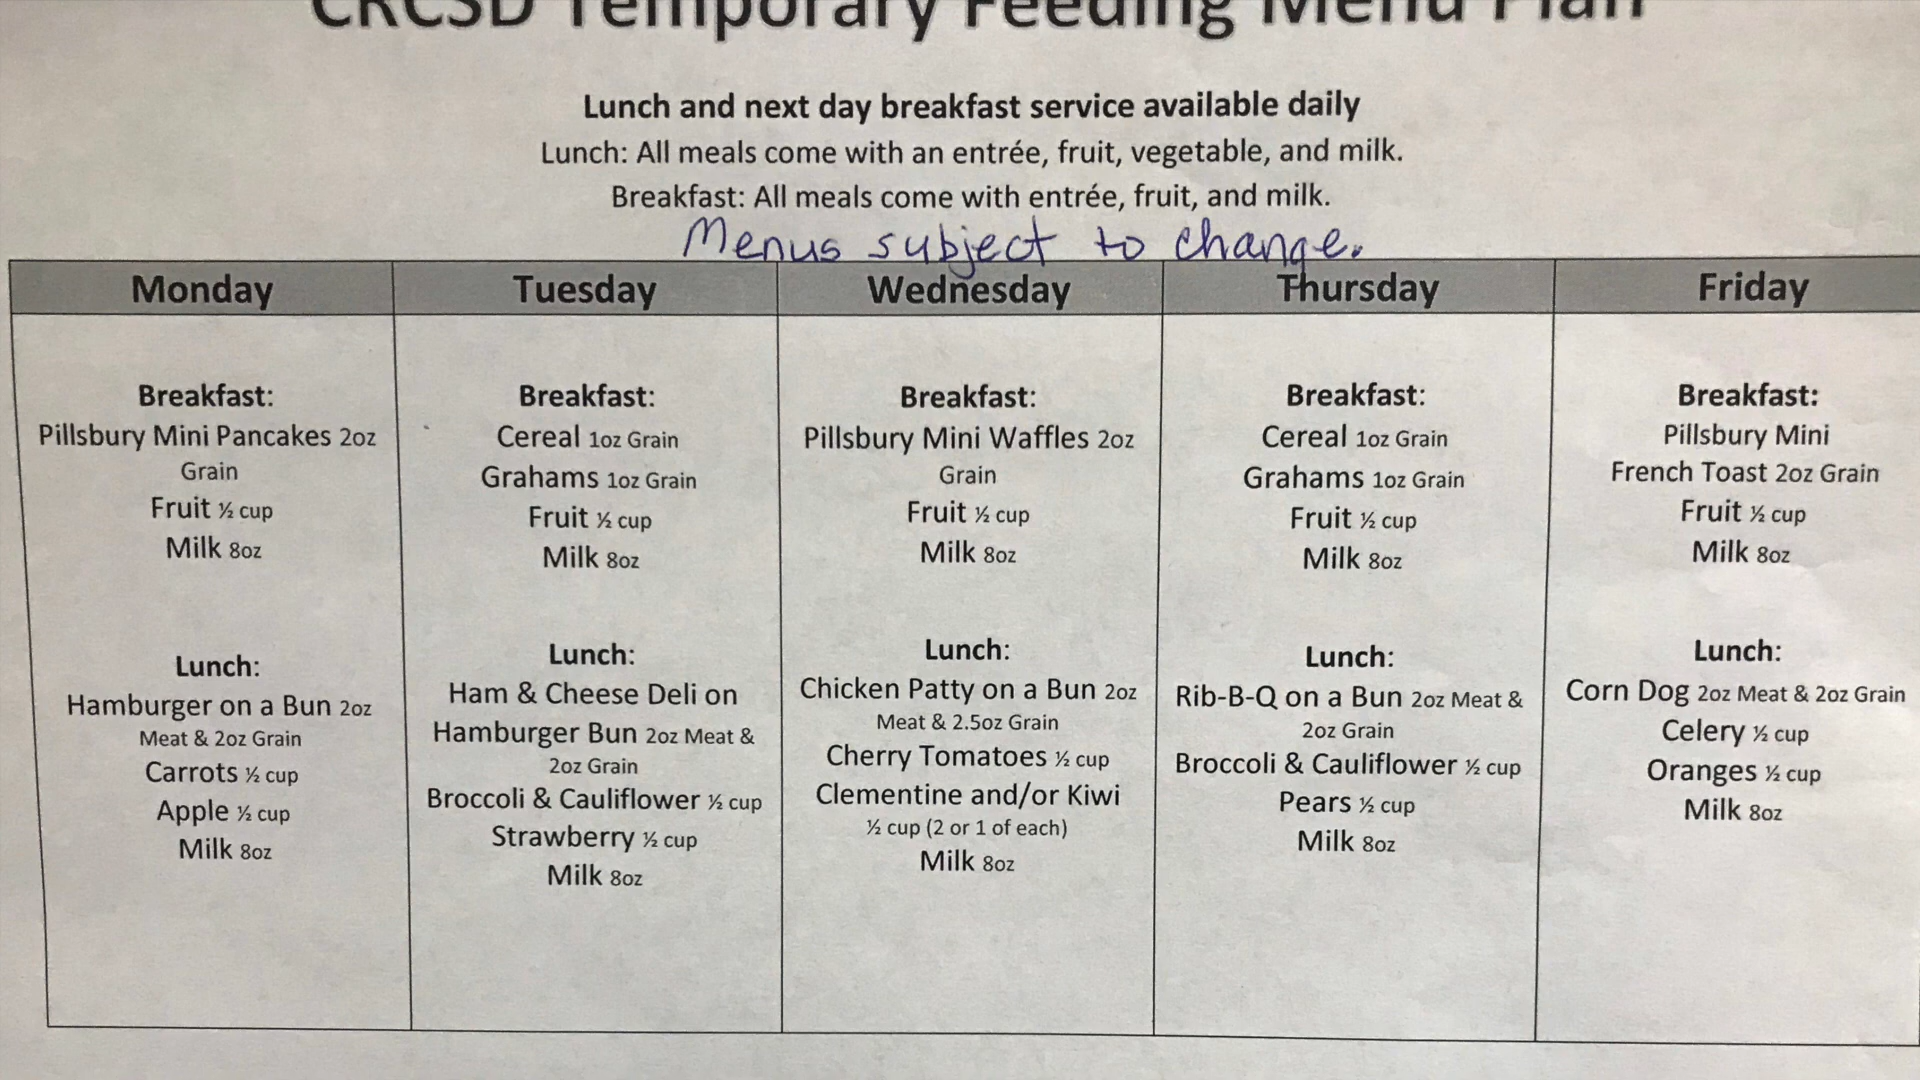 CRCSD Temporary Feeding Menu Plan
Lunch and next day breakfast service available daily
Lunch: All meals come with an entrée, fruit, vegetable, and milk.
Breakfast: All meals come with entrée, fruit, and milk.
Menus subject to change.
Monday
Breakfast:
Pillsbury Mini Pancakes 2oz
Grain
Fruit ½ cup
Milk 8oz
Lunch:
Hamburger on a Bun 2oz
Meat & 2oz Grain
Carrots ½ cup
Apple ½ cup
Milk 8oz
Tuesday
Breakfast:
Cereal 1oz Grain
Grahams 1oz Grain
Fruit ½ cup
Milk 8oz
Lunch:
Ham & Cheese Deli on
Hamburger Bun 2oz Meat &
2oz Grain
Broccoli & Cauliflower ½ cup
Strawberry ½ cup
Milk 8oz
Wednesday
Breakfast:
Pillsbury Mini Waffles 2oz
Grain
Fruit ½ cup
Milk 8oz
Lunch:
Chicken Patty on a Bun 2oz
Meat & 2.5oz Grain
Cherry Tomatoes ½ cup
Clementine and/or Kiwi
½ cup (2 or 1 of each)
Milk 8oz
Thursday
Breakfast:
Cereal 1oz Grain
Grahams 1oz Grain
Fruit ½ cup
Milk 8oz
Lunch:
Rib-B-Q on a Bun 2oz Meat &
2oz Grain
Broccoli & Cauliflower ½ cup
Pears ½ cup
Milk 8oz
Friday
Breakfast:
Pillsbury Mini
French Toast 2oz Grain
Fruit ½ cup
Milk 8oz
Lunch:
Corn Dog 2oz Meat & 2oz Grain
Celery ½ cup
Oranges ½ cup
Milk 8oz